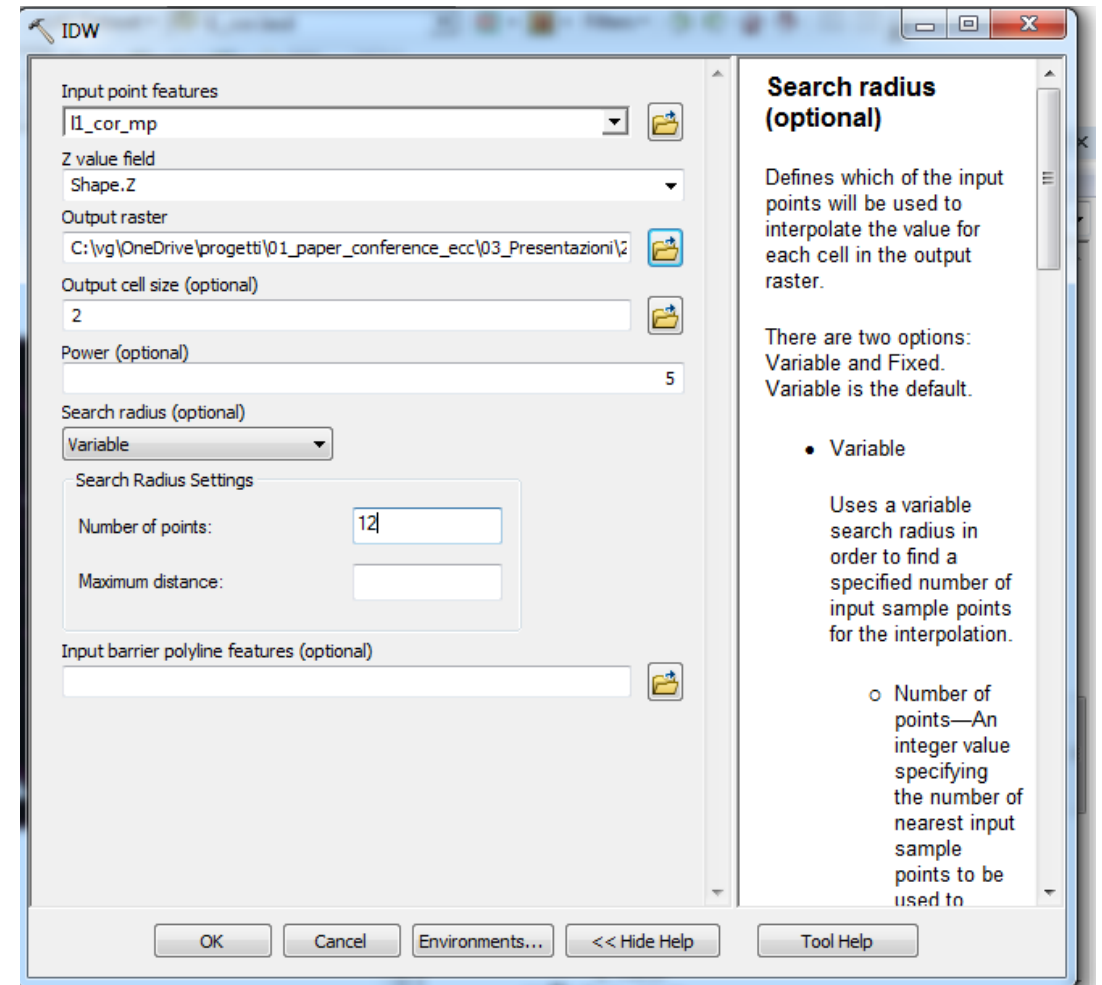 IDW
Input point features
l1_cor_mp
Z value field
Shape.Z
Output raster
C:\vg\OneDrive\progetti\01_paper_conference_ecc\03_Presentazioni\2
Output cell size (optional)
2
Power (optional)
5
Search radius (optional)
Variable
Search Radius Settings
Number of points:
12
Maximum distance:
Input barrier polyline features (optional)
OK
Cancel
Environments...
<< Hide Help
Tool Help
Search radius
(optional)
Defines which of the input
points will be used to
interpolate the value for
each cell in the output
raster.
There are two options:
Variable and Fixed.
Variable is the default.
• Variable
Uses a variable
search radius in
order to find a
specified number of
input sample points
for the interpolation.
o Number of
points—An
integer value
specifying
the number of
nearest input
sample
points to be
used to